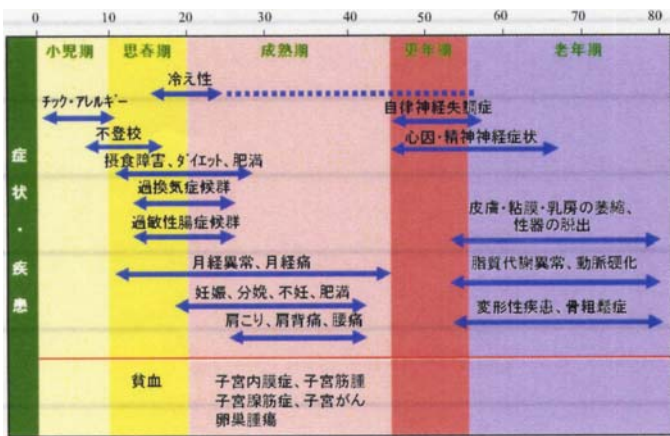 0 10 20 30 40 50 60 70 80
小児期 思春期 成熟期 更年期 老年期
冷え性
チック・アレルギー
自律神経失調症
不登校
心因・精神神経症状
摂食障害、ダイエット、肥満
過換気症候群
皮膚・粘膜・乳房の萎縮、
性器の脱出
過敏性腸症候群
月経異常、月経痛
脂質代謝異常、動脈硬化
妊娠、分娩、不妊、肥満
変形性疾患、骨粗鬆症
肩こり、肩背痛、腰痛
症状・疾患
貧血
子宮内膜症、子宮筋腫
子宮腺筋症、子宮がん
卵巣腫瘍